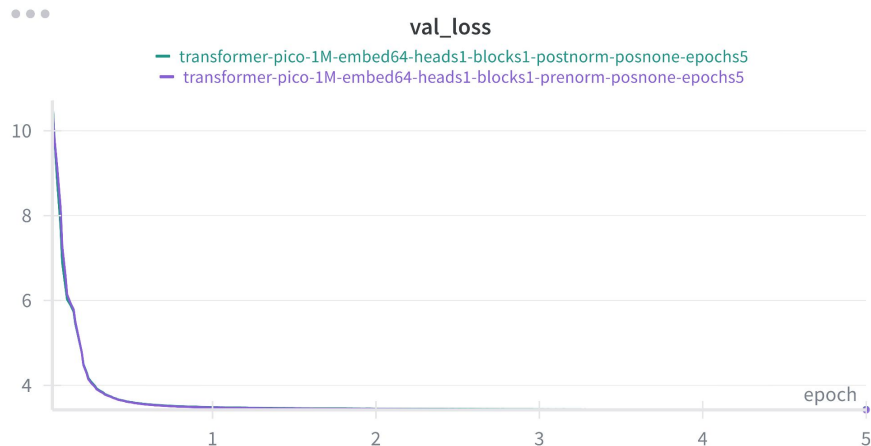 val_loss
transformer-pico-1M-embed64-heads1-blocks1-postnorm-posnone-epochs5
transformer-pico-1M-embed64-heads1-blocks1-prenorm-posnone-epochs5
10
8
6
4
epoch
1 2 3 4 5